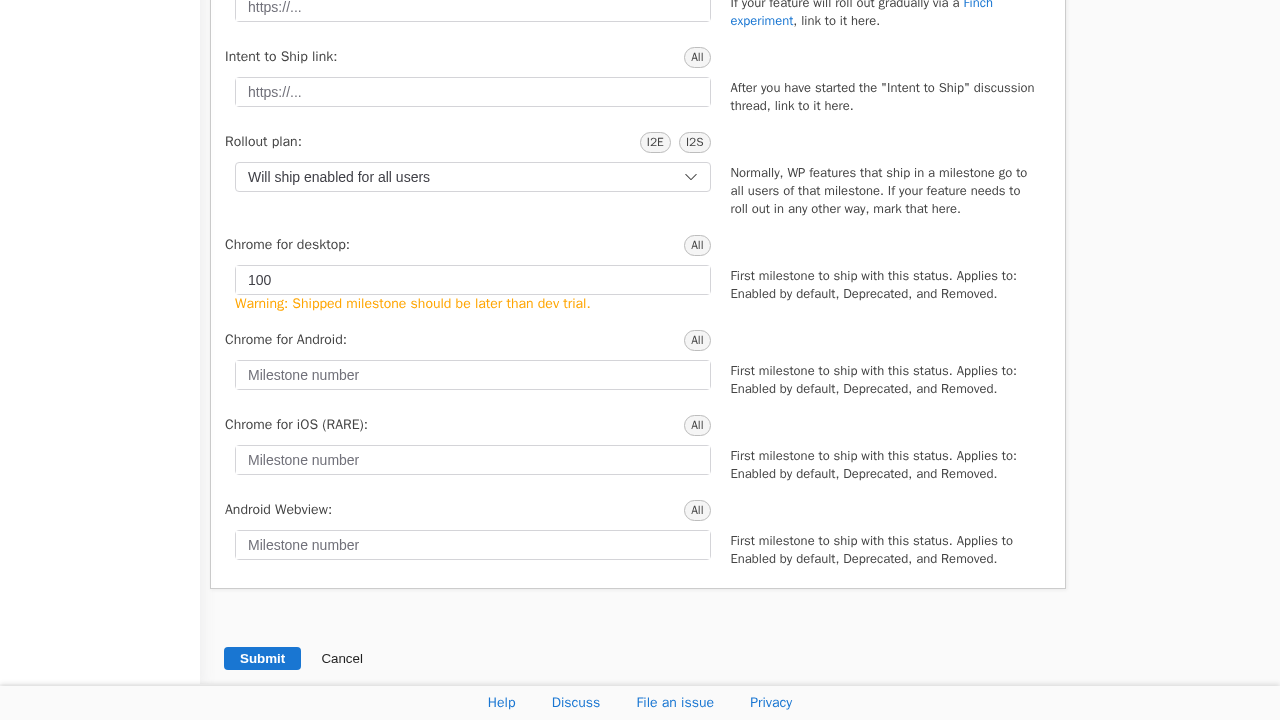 https://...
If your feature will roll out gradually via a Finch
experiment, link to it here.
Intent to Ship link:
All
https://...
After you have started the "Intent to Ship" discussion
thread, link to it here.
Rollout plan:
I2E
I2S
Will ship enabled for all users
Normally, WP features that ship in a milestone go to
all users of that milestone. If your feature needs to
roll out in any other way, mark that here.
Chrome for desktop:
All
100
Warning: Shipped milestone should be later than dev trial.
First milestone to ship with this status. Applies to:
Enabled by default, Deprecated, and Removed.
Chrome for Android:
All
Milestone number
First milestone to ship with this status. Applies to:
Enabled by default, Deprecated, and Removed.
Chrome for iOS (RARE):
All
Milestone number
First milestone to ship with this status. Applies to:
Enabled by default, Deprecated, and Removed.
Android Webview:
All
Milestone number
First milestone to ship with this status. Applies to
Enabled by default, Deprecated, and Removed.
Submit
Cancel
Help
Discuss
File an issue
Privacy